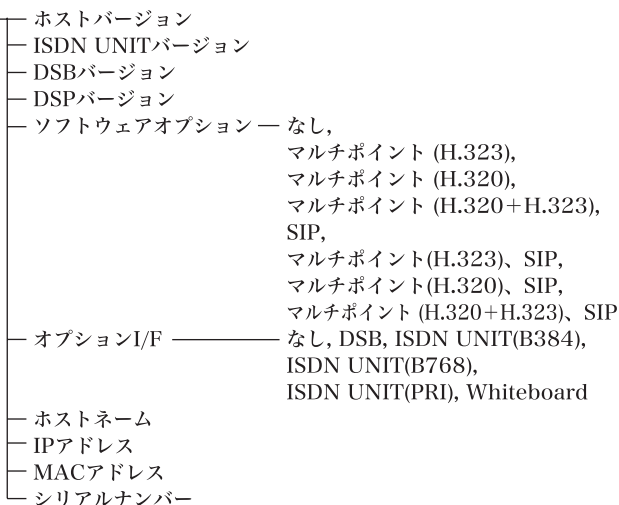 ホストバージョン
ISDN UNITバージョン
DSBバージョン
DSPバージョン
ソフトウェアオプション
なし,
マルチポイント (H.323),
マルチポイント (H.320),
マルチポイント (H.320+H.323),
SIP,
マルチポイント(H.323)、SIP,
マルチポイント(H.320)、SIP,
マルチポイント (H.320+H.323)、SIP
オプションI/F
なし, DSB, ISDN UNIT(B384),
ISDN UNIT(B768),
ISDN UNIT(PRI), Whiteboard
ホストネーム
IPアドレス
MACアドレス
シリアルナンバー